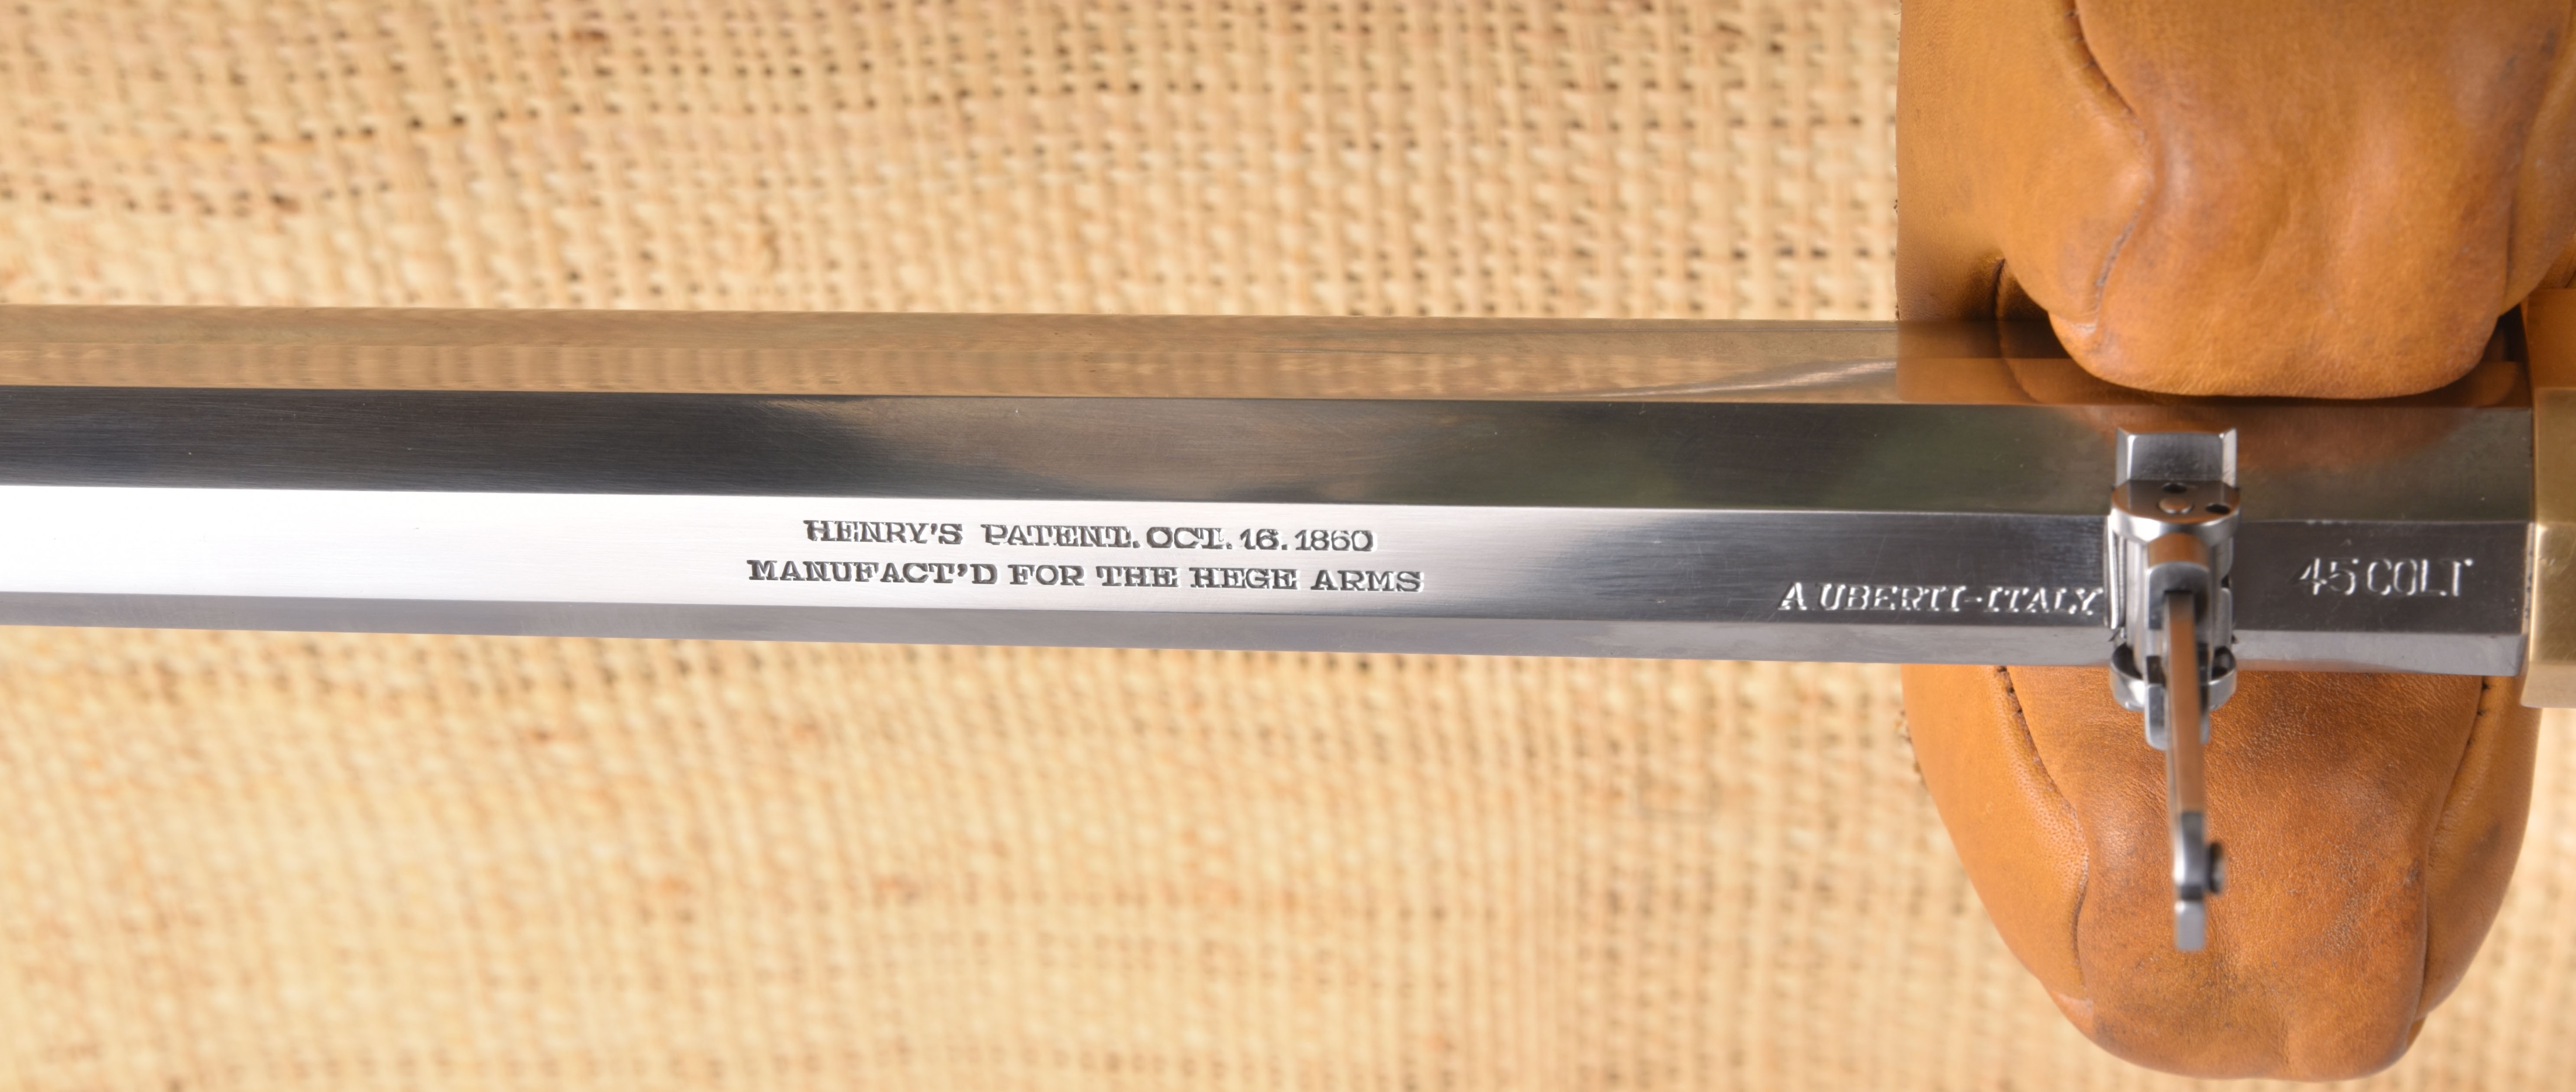 HENRY'S PATENT. OCT. 16. 1860
MANUFACT'D FOR THE HEGE ARMS
A UBERTI-ITALY
45 COLT